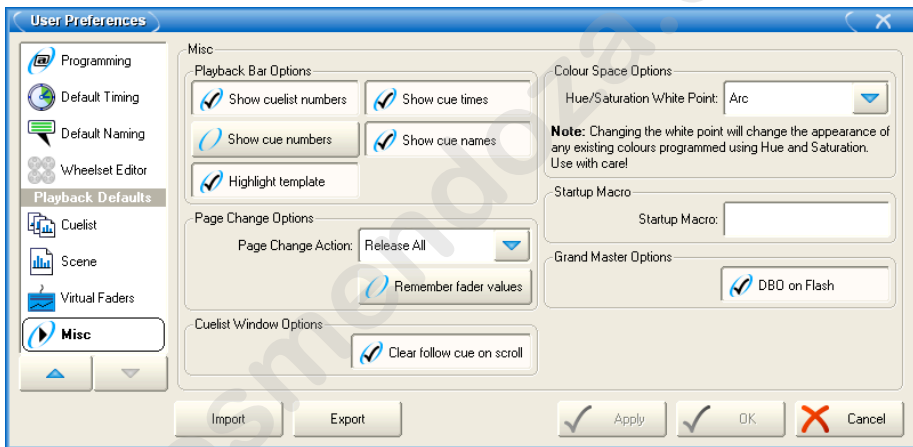 User Preferences
Programming
Default Timing
Default Naming
Wheelset Editor
Playback Defaults
Cuelist
Scene
Virtual Faders
Misc
Misc
Playback Bar Options
Show cuelist numbers
Show cue times
Show cue numbers
Show cue names
Highlight template
Page Change Options
Page Change Action: Release All
Remember fader values
Cuelist Window Options
Clear follow cue on scroll
Colour Space Options
Hue/Saturation White Point: Arc
Note: Changing the white point will change the appearance of
any existing colours programmed using Hue and Saturation.
Use with care!
Startup Macro
Startup Macro:
Grand Master Options
DBO on Flash
Import
Export
Apply
OK
Cancel